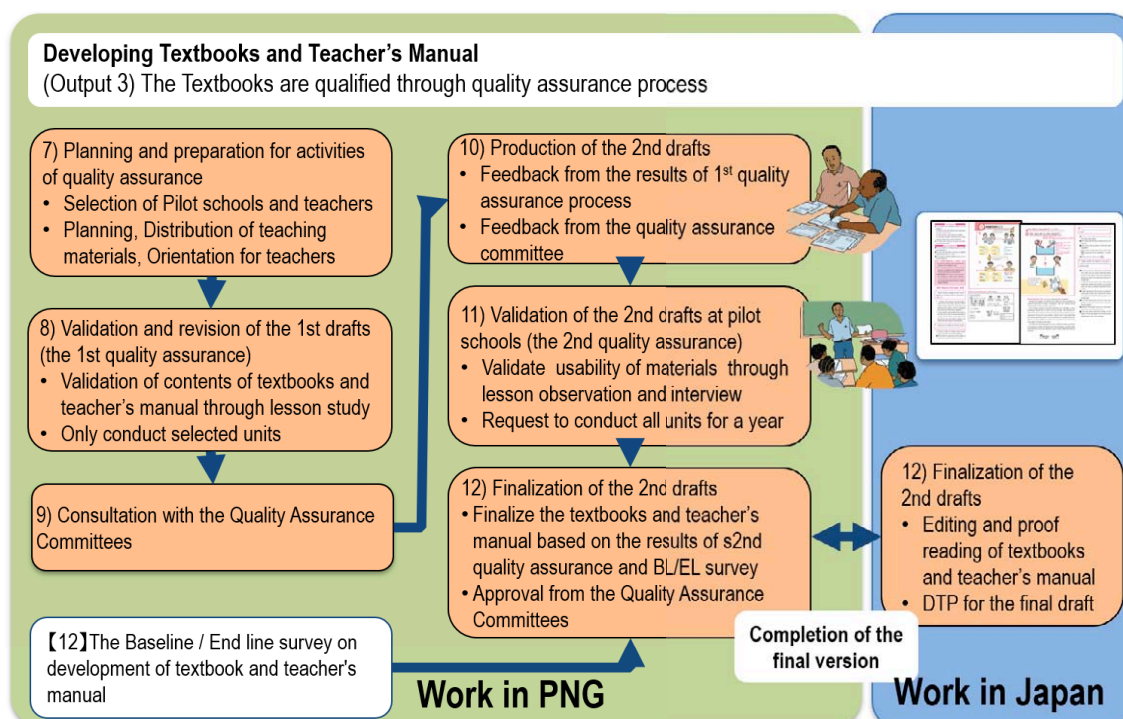 Developing Textbooks and Teacher's Manual
(Output 3) The Textbooks are qualified through quality assurance process
7) Planning and preparation for activities
of quality assurance
• Selection of Pilot schools and teachers
• Planning, Distribution of teaching
materials, Orientation for teachers
8) Validation and revision of the 1st drafts
(the 1st quality assurance)
• Validation of contents of textbooks and
teacher's manual through lesson study
• Only conduct selected units
9) Consultation with the Quality Assurance
Committees
【12】The Baseline / End line survey on
development of textbook and teacher's
manual
10) Production of the 2nd drafts
• Feedback from the results of 1st quality
assurance process
• Feedback from the quality assurance
committee
11) Validation of the 2nd drafts at pilot
schools (the 2nd quality assurance)
• Validate usability of materials through
lesson observation and interview
• Request to conduct all units for a year
12) Finalization of the 2nd drafts
• Finalize the textbooks and teacher's
manual based on the results of s2nd
quality assurance and BL/EL survey
• Approval from the Quality Assurance
Committees
Completion of the
final version
Work in PNG
12) Finalization of the
2nd drafts
• Editing and proof
reading of textbooks
and teacher's manual
• DTP for the final draft
Work in Japan